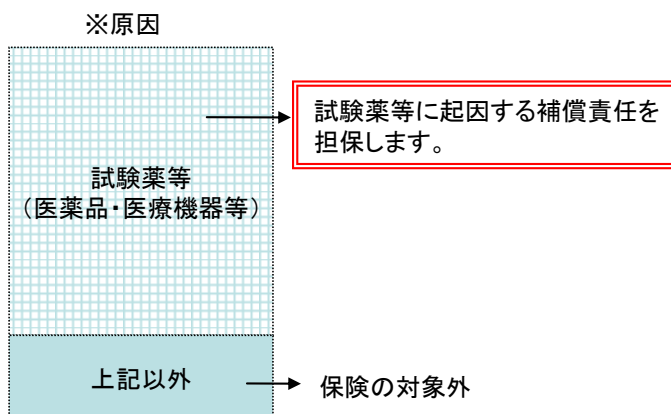 ※原因
試験薬等に起因する補償責任を
担保します。
試験薬等
（医薬品・医療機器等）
上記以外
保険の対象外